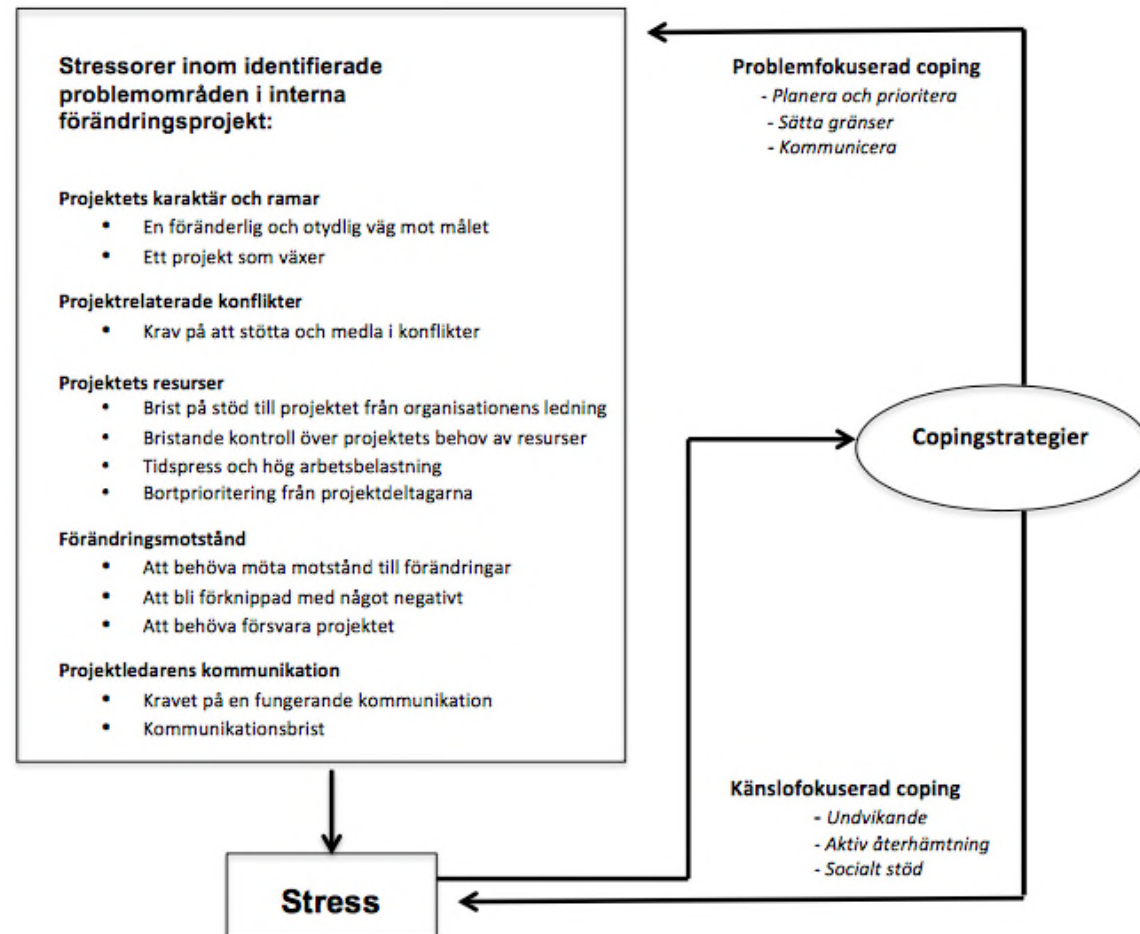 Stressorer inom identifierade
problemområden i interna
förändringsprojekt:
Projektets karaktär och ramar
• En föränderlig och otydlig väg mot målet
• Ett projekt som växer
Projektrelaterade konflikter
• Krav på att stötta och medla i konflikter
Projektets resurser
• Brist på stöd till projektet från organisationens ledning
• Bristande kontroll över projektets behov av resurser
• Tidspress och hög arbetsbelastning
• Bortprioritering från projektdeltagarna
Förändringsmotstånd
• Att behöva möta motstånd till förändringar
• Att bli förknippad med något negativt
• Att behöva försvara projektet
Projektledarens kommunikation
• Kravet på en fungerande kommunikation
• Kommunikationsbrist
Stress
Problemfokuserad coping
- Planera och prioritera
- Sätta gränser
- Kommunicera
Copingstrategier
Känslofokuserad coping
- Undvikande
- Aktiv återhämtning
- Socialt stöd